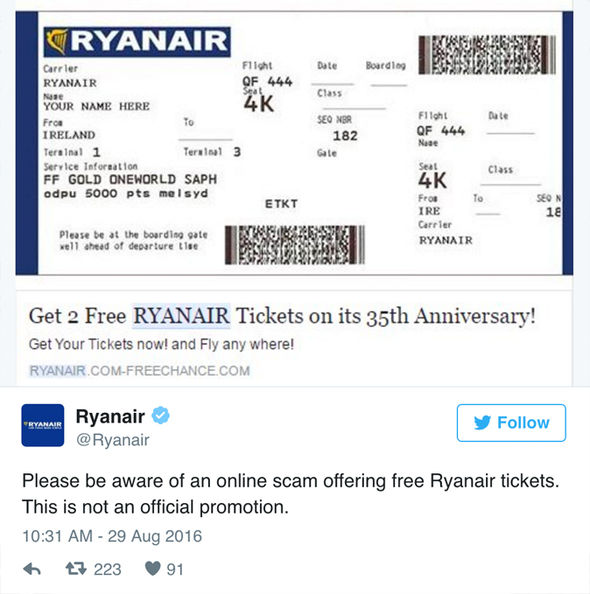 RYANAIR
Carrier
RYANAIR
Name
YOUR NAME HERE
From To
IRELAND
Terminal 1 Terminal 3
Service Information
FF GOLD ONEWORLD SAPH
odpu 5000 pts melsyd
ETKT
Please be at the boarding gate
well ahead of departure time
Flight Date Boarding
QF 444
Seat Class
4K
SEQ NBR
182
Gate
Flight Date
QF 444
Name
Seat Class
4K
From To SEQ N
IRE 18
Carrier
RYANAIR
Get 2 Free RYANAIR Tickets on its 35th Anniversary!
Get Your Tickets now! and Fly any where!
RYANAIR.COM-FREECHANCE.COM
RYANAIR
Ryanair
@Ryanair
Follow
Please be aware of an online scam offering free Ryanair tickets.
This is not an official promotion.
10:31 AM - 29 Aug 2016
223 91